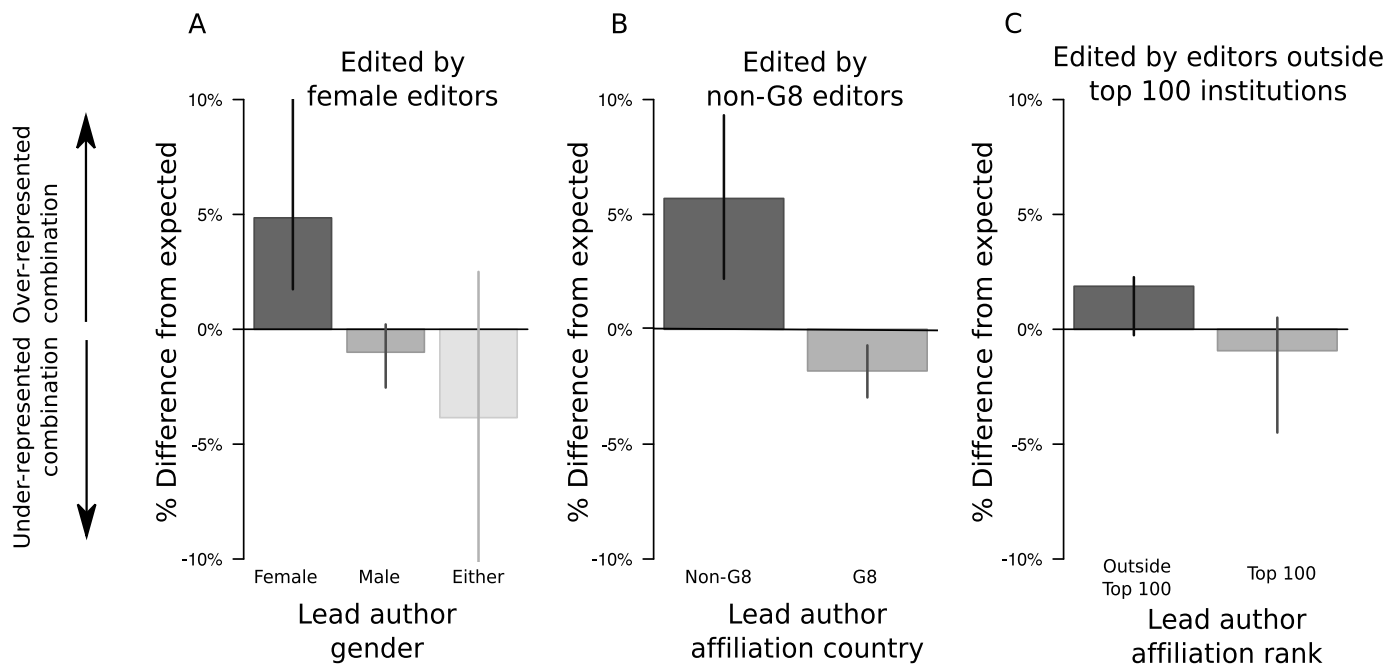 Over-represented
combination
Under-represented
combination
A
Edited by
female editors
% Difference from expected
10%
5%
0%
-5%
-10%
Female Male Either
Lead author
gender
B
Edited by
non-G8 editors
% Difference from expected
10%
5%
0%
-5%
-10%
Non-G8 G8
Lead author
affiliation country
C
Edited by editors outside
top 100 institutions
% Difference from expected
10%
5%
0%
-5%
-10%
Outside
Top 100
Top 100
Lead author
affiliation rank